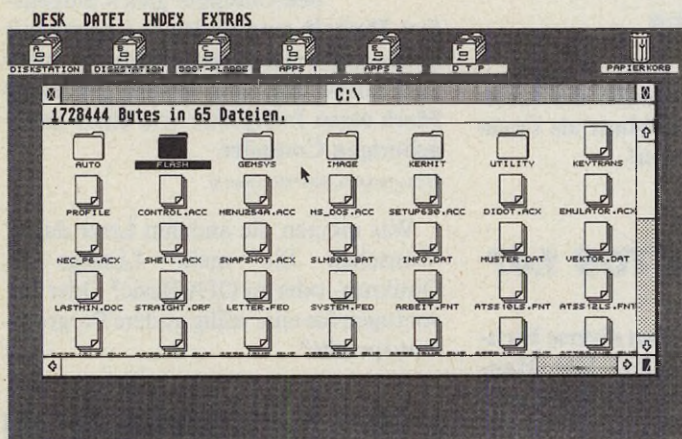 DESK DATEI INDEX EXTRAS
A B C D E F
DISKSTATION DISKSTATION BOOT-PLADDE APPS 1 APPS 2 D T P PAPIERKORB
C:\
1728444 Bytes in 65 Dateien.
AUTO FLASH GEMSYS IMAGE KERMIT UTILITY KEYTRANS
PROFILE CONTROL.ACC MENU254A.ACC MS_DOS.ACC SETUP630.ACC DIDOT.ACX EMULATOR.ACX
NEC_P6.ACX SHELL.ACX SNAPSHOT.ACX SLM804.BAT INFO.DAT MUSTER.DAT VEKTOR.DAT
LASTMIN.DOC STRAIGHT.DRF LETTER.FED SYSTEM.FED ARBEIT.FNT ATSS10LS.FNT ATSS12LS.FNT